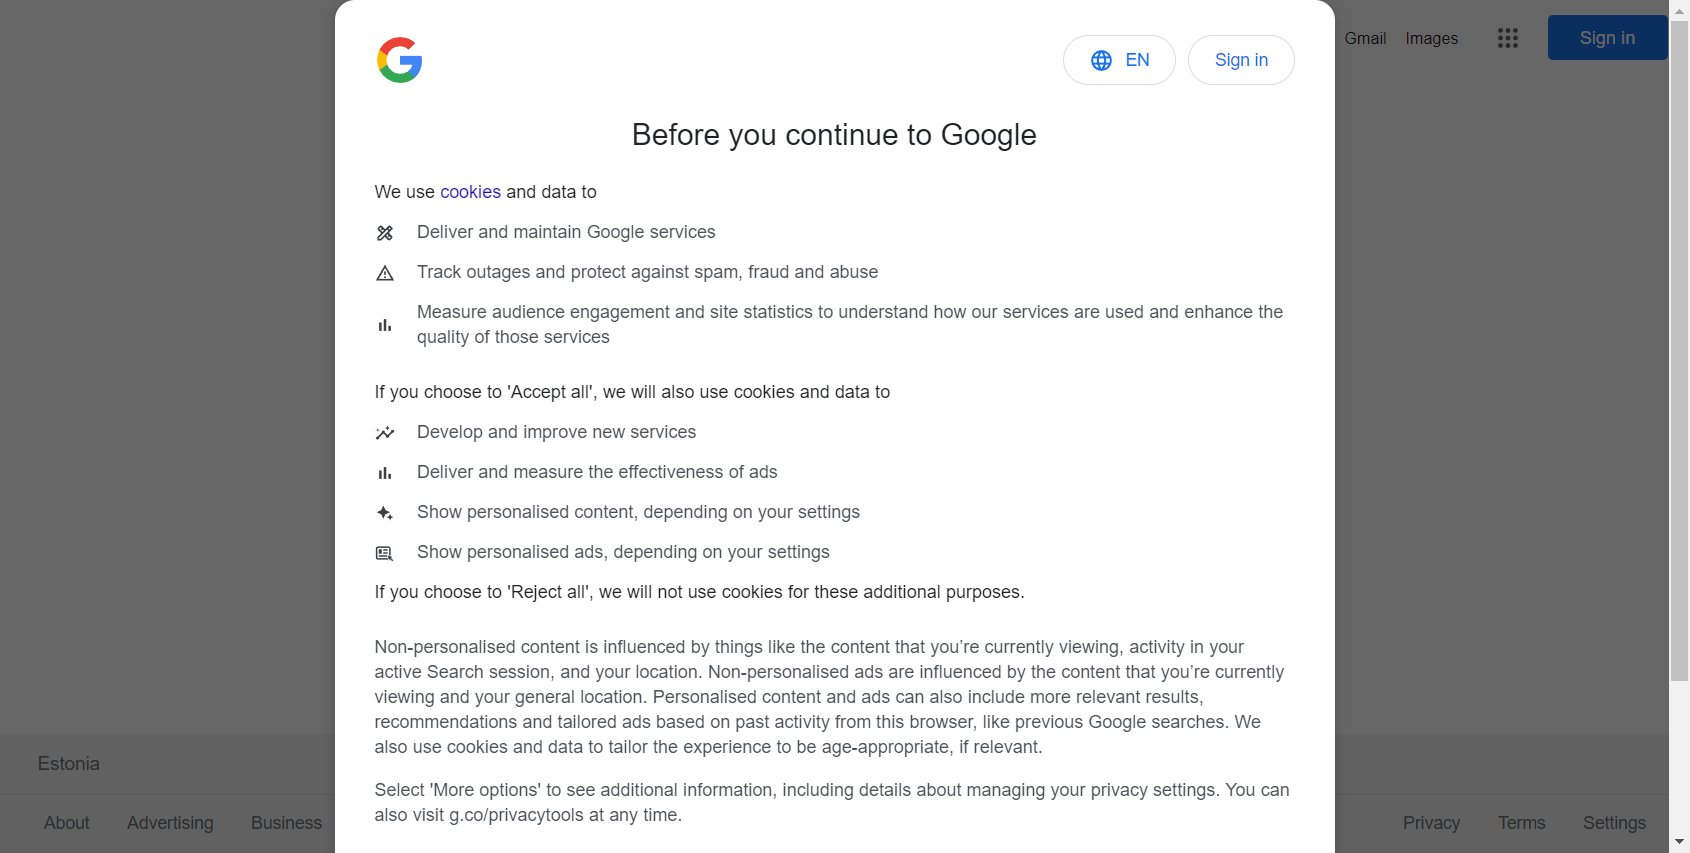 Gmail Images Sign in
EN Sign in
Before you continue to Google
We use cookies and data to
Deliver and maintain Google services
Track outages and protect against spam, fraud and abuse
Measure audience engagement and site statistics to understand how our services are used and enhance the
quality of those services
If you choose to 'Accept all', we will also use cookies and data to
Develop and improve new services
Deliver and measure the effectiveness of ads
Show personalised content, depending on your settings
Show personalised ads, depending on your settings
If you choose to 'Reject all', we will not use cookies for these additional purposes.
Non-personalised content is influenced by things like the content that you’re currently viewing, activity in your
active Search session, and your location. Non-personalised ads are influenced by the content that you’re currently
viewing and your general location. Personalised content and ads can also include more relevant results,
recommendations and tailored ads based on past activity from this browser, like previous Google searches. We
also use cookies and data to tailor the experience to be age-appropriate, if relevant.
Select 'More options' to see additional information, including details about managing your privacy settings. You can
also visit g.co/privacytools at any time.
Estonia
About Advertising Business Privacy Terms Settings